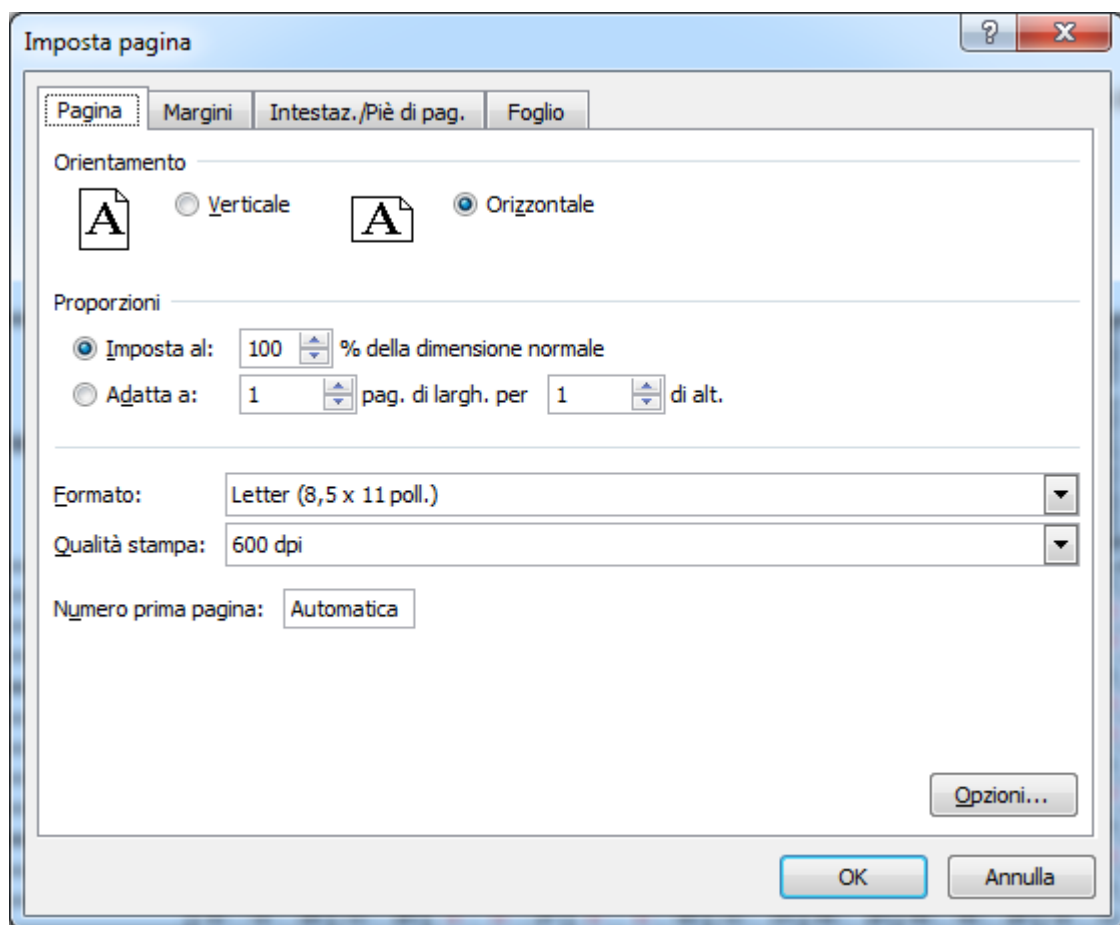 Imposta pagina
Pagina Margini Intestaz./Piè di pag. Foglio
Orientamento
A Verticale A Orizzontale
Proporzioni
Imposta al: 100 % della dimensione normale
Adatta a: 1 pag. di largh. per 1 di alt.
Formato: Letter (8,5 x 11 poll.)
Qualità stampa: 600 dpi
Numero prima pagina: Automatica
Opzioni...
OK Annulla